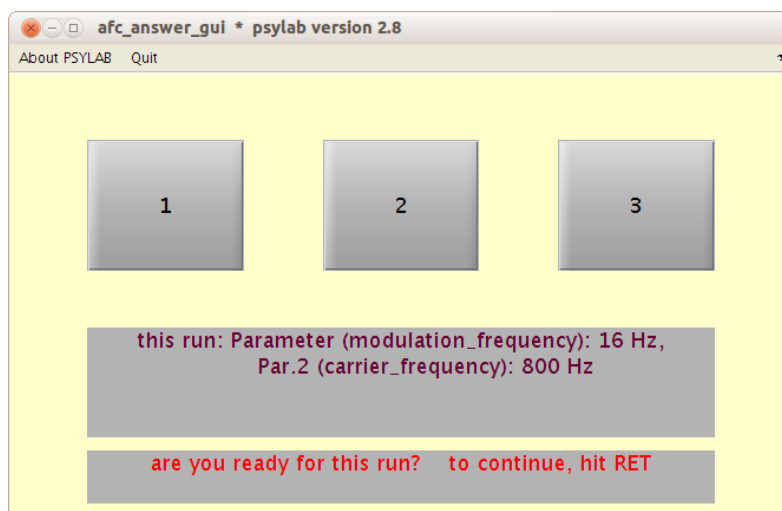 afc_answer_gui * psylab version 2.8
About PSYLAB Quit
1 2 3
this run: Parameter (modulation_frequency): 16 Hz,
Par.2 (carrier_frequency): 800 Hz
are you ready for this run? to continue, hit RET